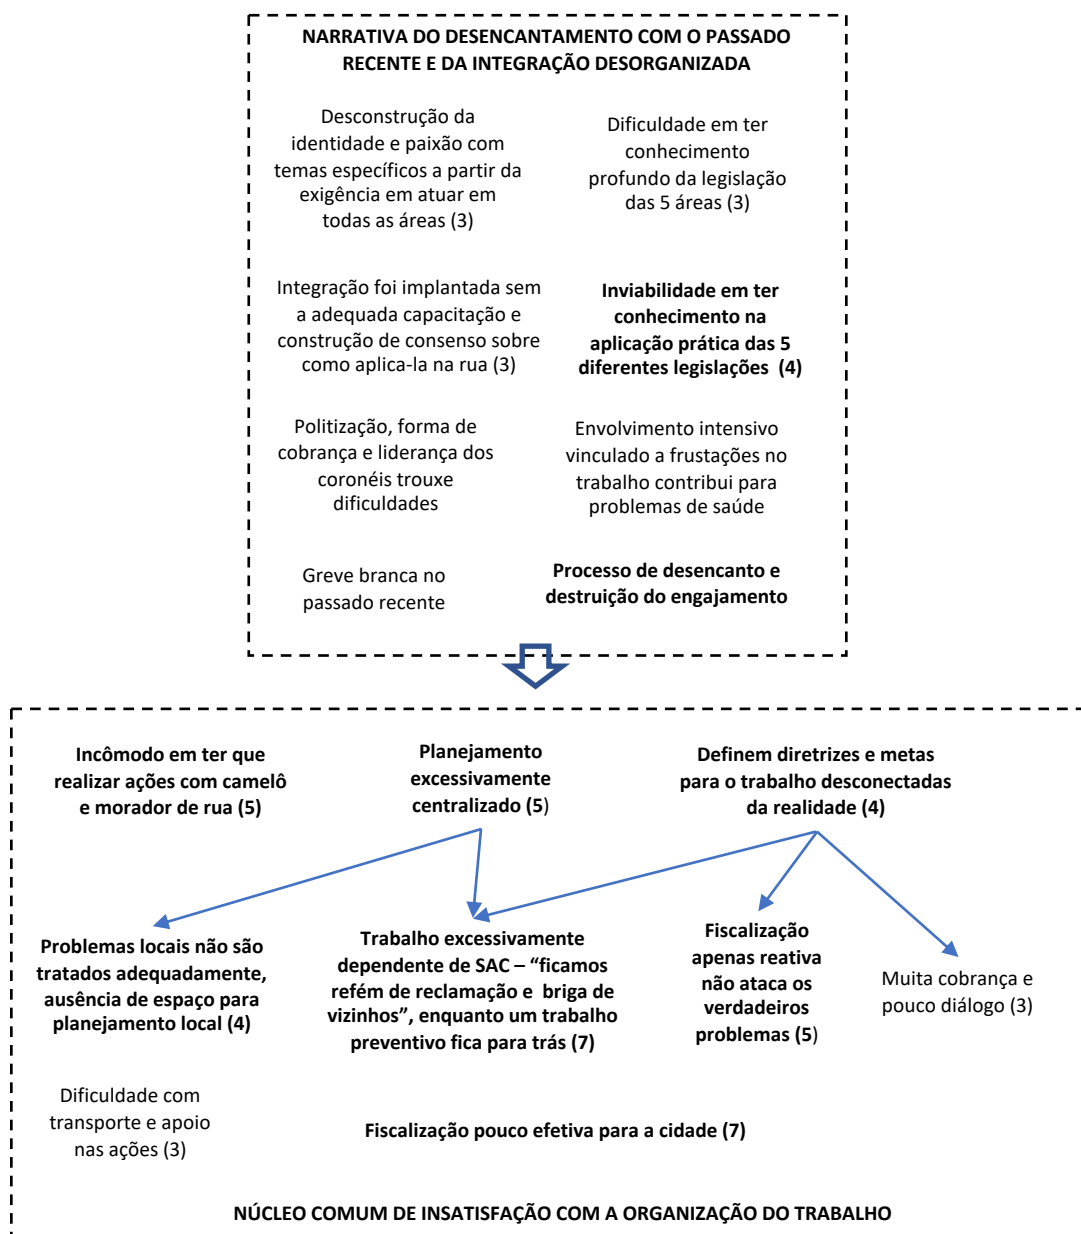 NARRATIVA DO DESENCANTAMENTO COM O PASSADO
RECENTE E DA INTEGRAÇÃO DESORGANIZADA
Desconstrução da
identidade e paixão com
temas específicos a partir da
exigência em atuar em
todas as áreas (3)
Dificuldade em ter
conhecimento
profundo da legislação
das 5 áreas (3)
Integração foi implantada sem
a adequada capacitação e
construção de consenso sobre
como aplica-la na rua (3)
Inviabilidade em ter
conhecimento na
aplicação prática das 5
diferentes legislações (4)
Politização, forma de
cobrança e liderança dos
coronéis trouxe
dificuldades
Envolvimento intensivo
vinculado a frustações no
trabalho contribui para
problemas de saúde
Greve branca no
passado recente
Processo de desencanto e
destruição do engajamento
Incômodo em ter que
realizar ações com camelô
e morador de rua (5)
Planejamento
excessivamente
centralizado (5)
Definem diretrizes e metas
para o trabalho desconectadas
da realidade (4)
Problemas locais não são
tratados adequadamente,
ausência de espaço para
planejamento local (4)
Trabalho excessivamente
dependente de SAC – “ficamos
refém de reclamação e briga de
vizinhos”, enquanto um trabalho
preventivo fica para trás (7)
Fiscalização
apenas reativa
não ataca os
verdadeiros
problemas (5)
Muita cobrança e
pouco diálogo (3)
Dificuldade com
transporte e apoio
nas ações (3)
Fiscalização pouco efetiva para a cidade (7)
NÚCLEO COMUM DE INSATISFAÇÃO COM A ORGANIZAÇÃO DO TRABALHO